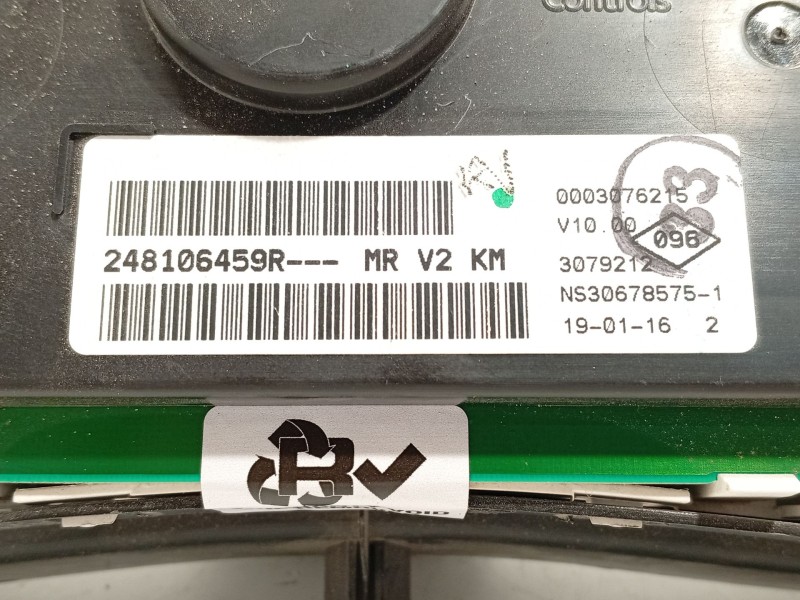 Controls
0003076215
V10.00
096
248106459R--- MR V2 KM
3079212
NS30678575-1
19-01-16 2
R